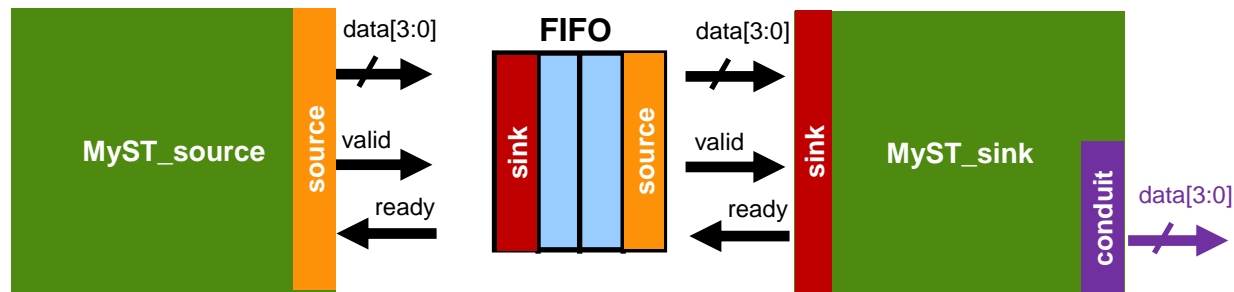 data[3:0]
FIFO
data[3:0]
MyST_source
source
valid
sink
source
valid
sink
MyST_sink
ready
ready
conduit
data[3:0]